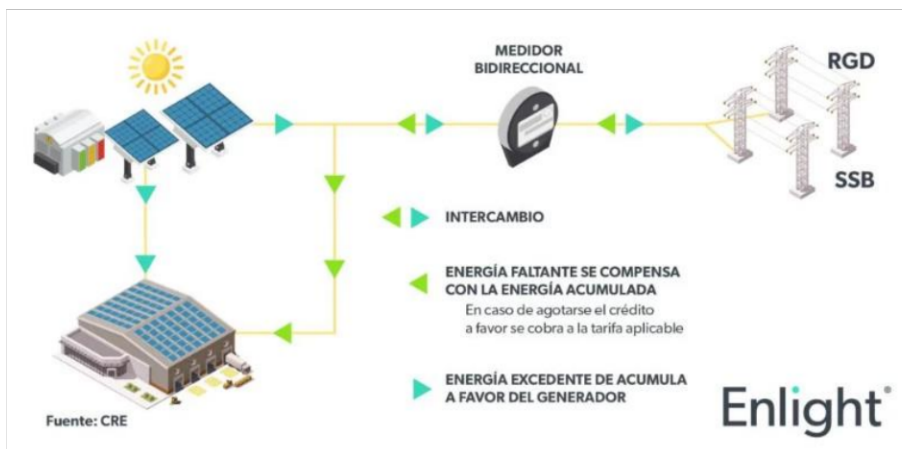 MEDIDOR
BIDIRECCIONAL
RGD
SSB
INTERCAMBIO
ENERGÍA FALTANTE SE COMPENSA
CON LA ENERGÍA ACUMULADA
En caso de agotarse el crédito
a favor se cobra a la tarifa aplicable
ENERGÍA EXCEDENTE DE ACUMULA
A FAVOR DEL GENERADOR
Fuente: CRE
Enlight®